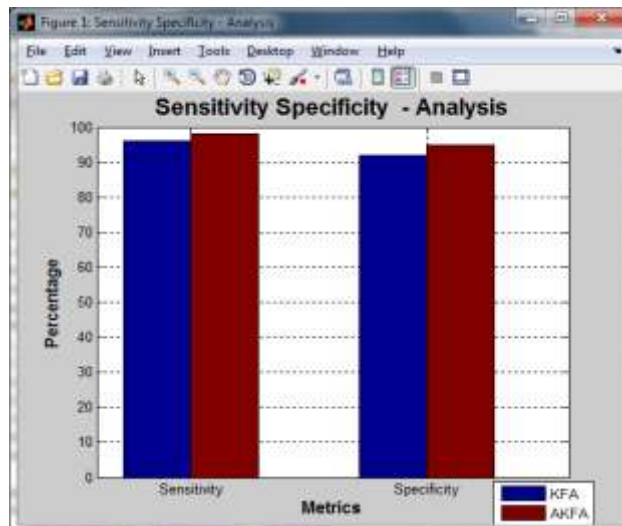 Figure 1: Sensitivity Specificity - Analysis
File Edit View Insert Tools Desktop Window Help
Sensitivity Specificity - Analysis
100
90
80
70
60
50
40
30
20
10
0
Percentage
Sensitivity Specificity
Metrics
KFA
AKFA